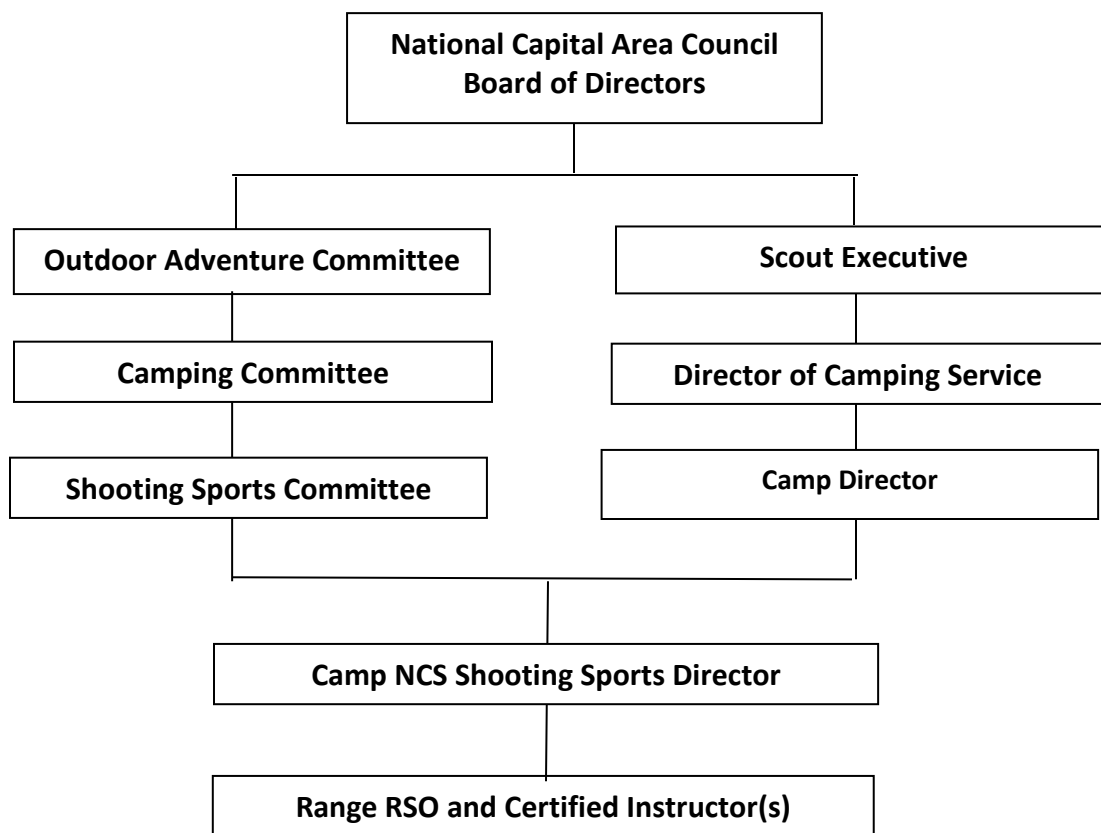 National Capital Area Council
Board of Directors
Outdoor Adventure Committee
Scout Executive
Camping Committee
Director of Camping Service
Shooting Sports Committee
Camp Director
Camp NCS Shooting Sports Director
Range RSO and Certified Instructor(s)